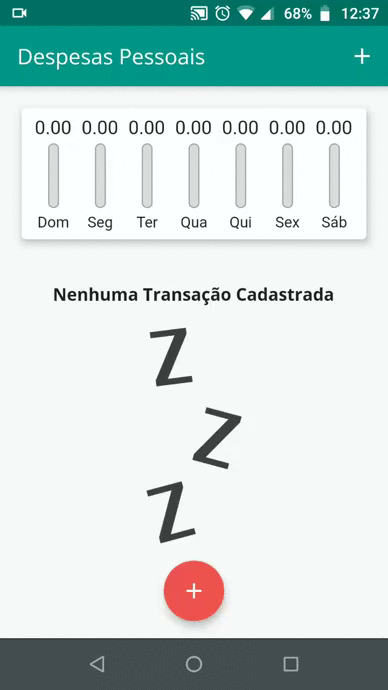 68% 12:37
Despesas Pessoais +
0.00 0.00 0.00 0.00 0.00 0.00 0.00
Dom Seg Ter Qua Qui Sex Sáb
Nenhuma Transação Cadastrada
Z
Z
Z
+